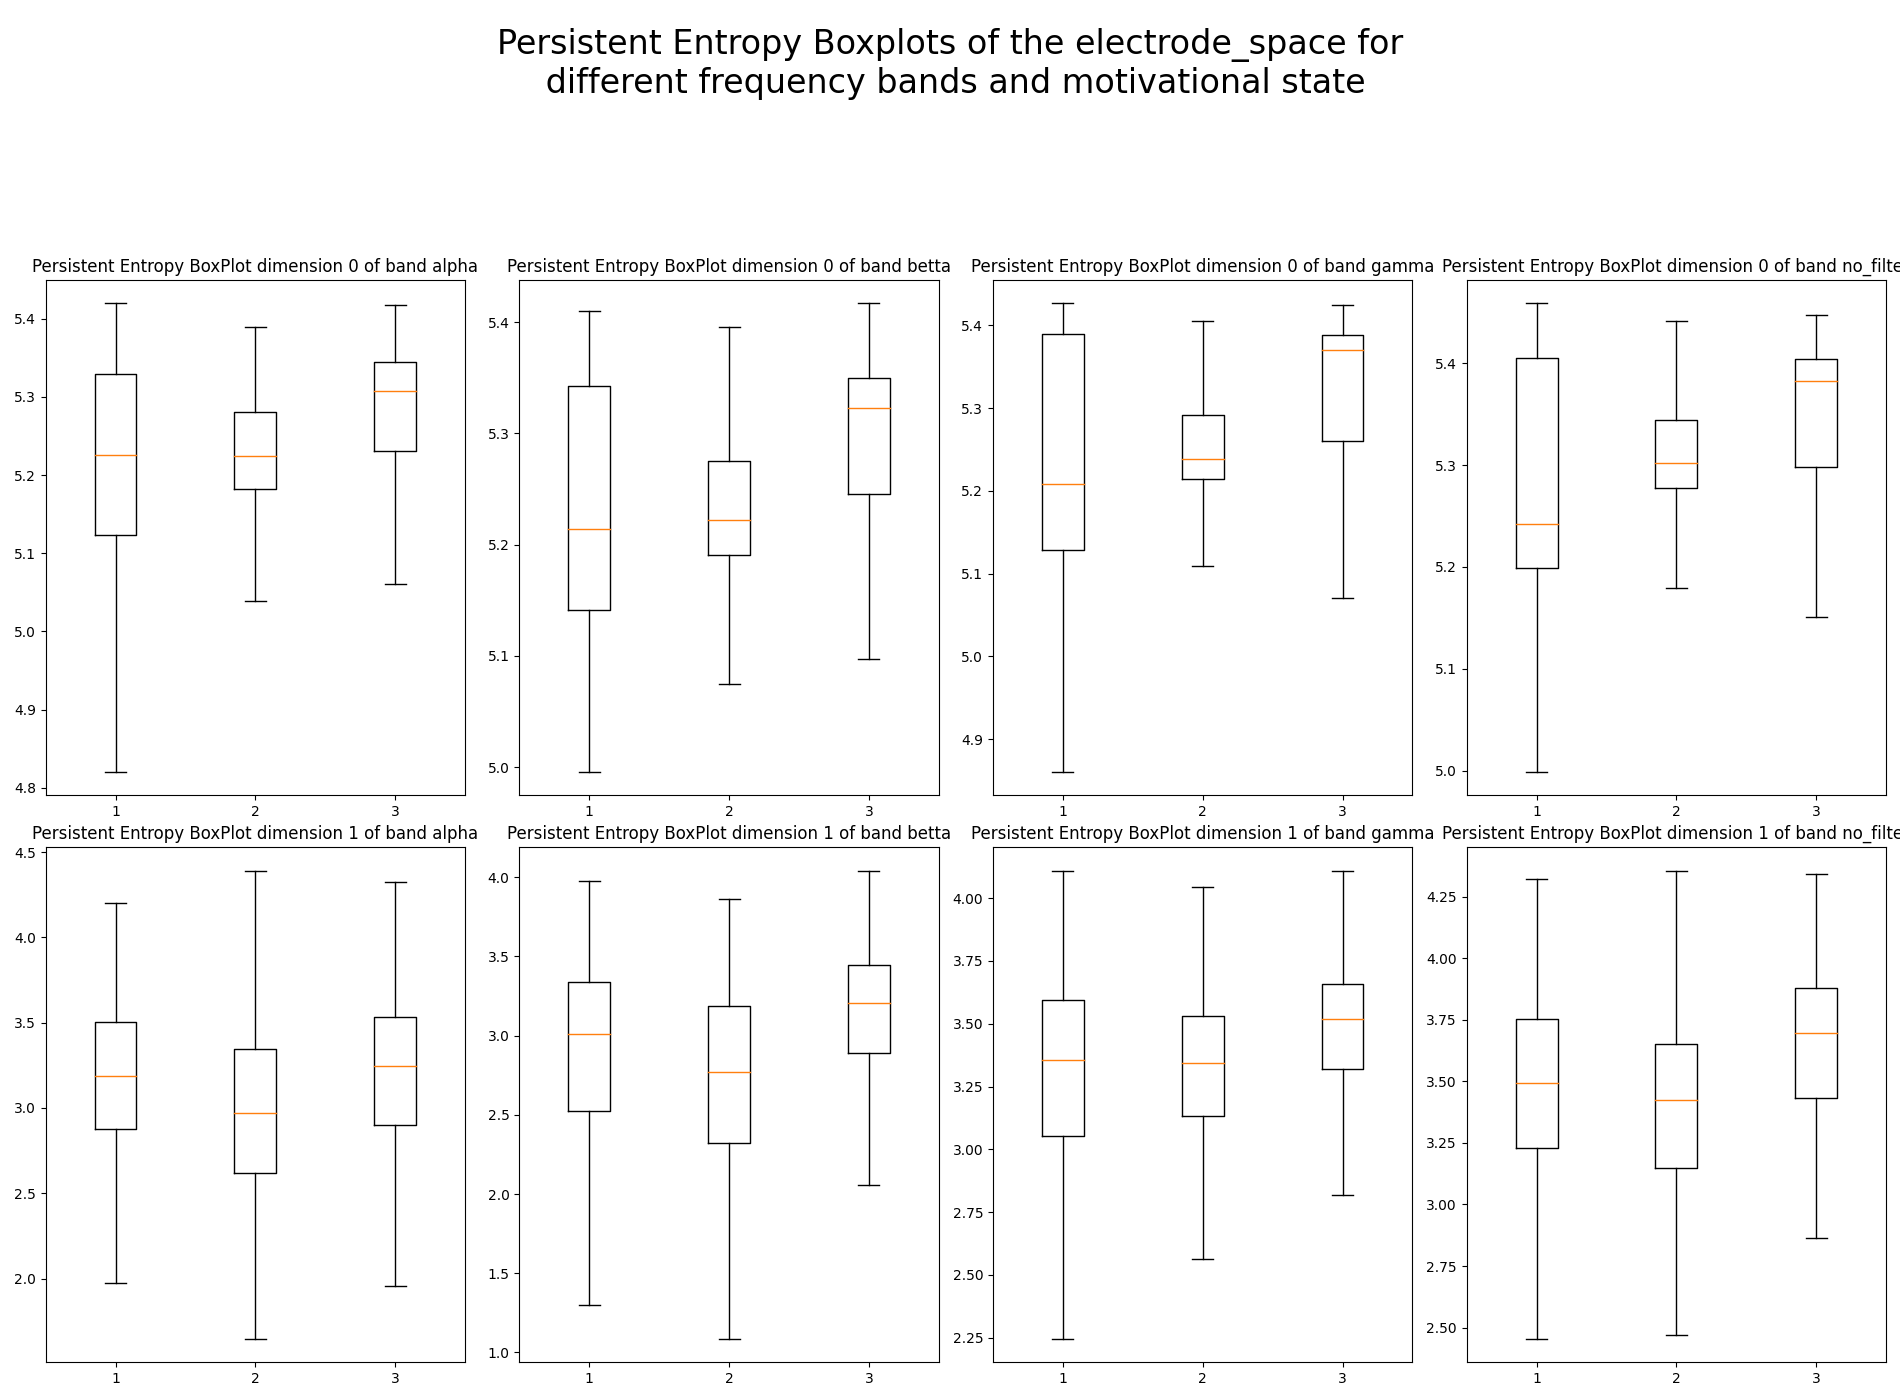 Persistent Entropy Boxplots of the electrode_space for
different frequency bands and motivational state
Persistent Entropy BoxPlot dimension 0 of band alpha
5.4
5.3
5.2
5.1
5.0
4.9
4.8
1 2 3
Persistent Entropy BoxPlot dimension 0 of band betta
5.4
5.3
5.2
5.1
5.0
1 2 3
Persistent Entropy BoxPlot dimension 0 of band gamma
5.4
5.3
5.2
5.1
5.0
4.9
1 2 3
Persistent Entropy BoxPlot dimension 0 of band no_filte
5.4
5.3
5.2
5.1
5.0
1 2 3
Persistent Entropy BoxPlot dimension 1 of band alpha
4.5
4.0
3.5
3.0
2.5
2.0
1 2 3
Persistent Entropy BoxPlot dimension 1 of band betta
4.0
3.5
3.0
2.5
2.0
1.5
1.0
1 2 3
Persistent Entropy BoxPlot dimension 1 of band gamma
4.00
3.75
3.50
3.25
3.00
2.75
2.50
2.25
1 2 3
Persistent Entropy BoxPlot dimension 1 of band no_filte
4.25
4.00
3.75
3.50
3.25
3.00
2.75
2.50
1 2 3